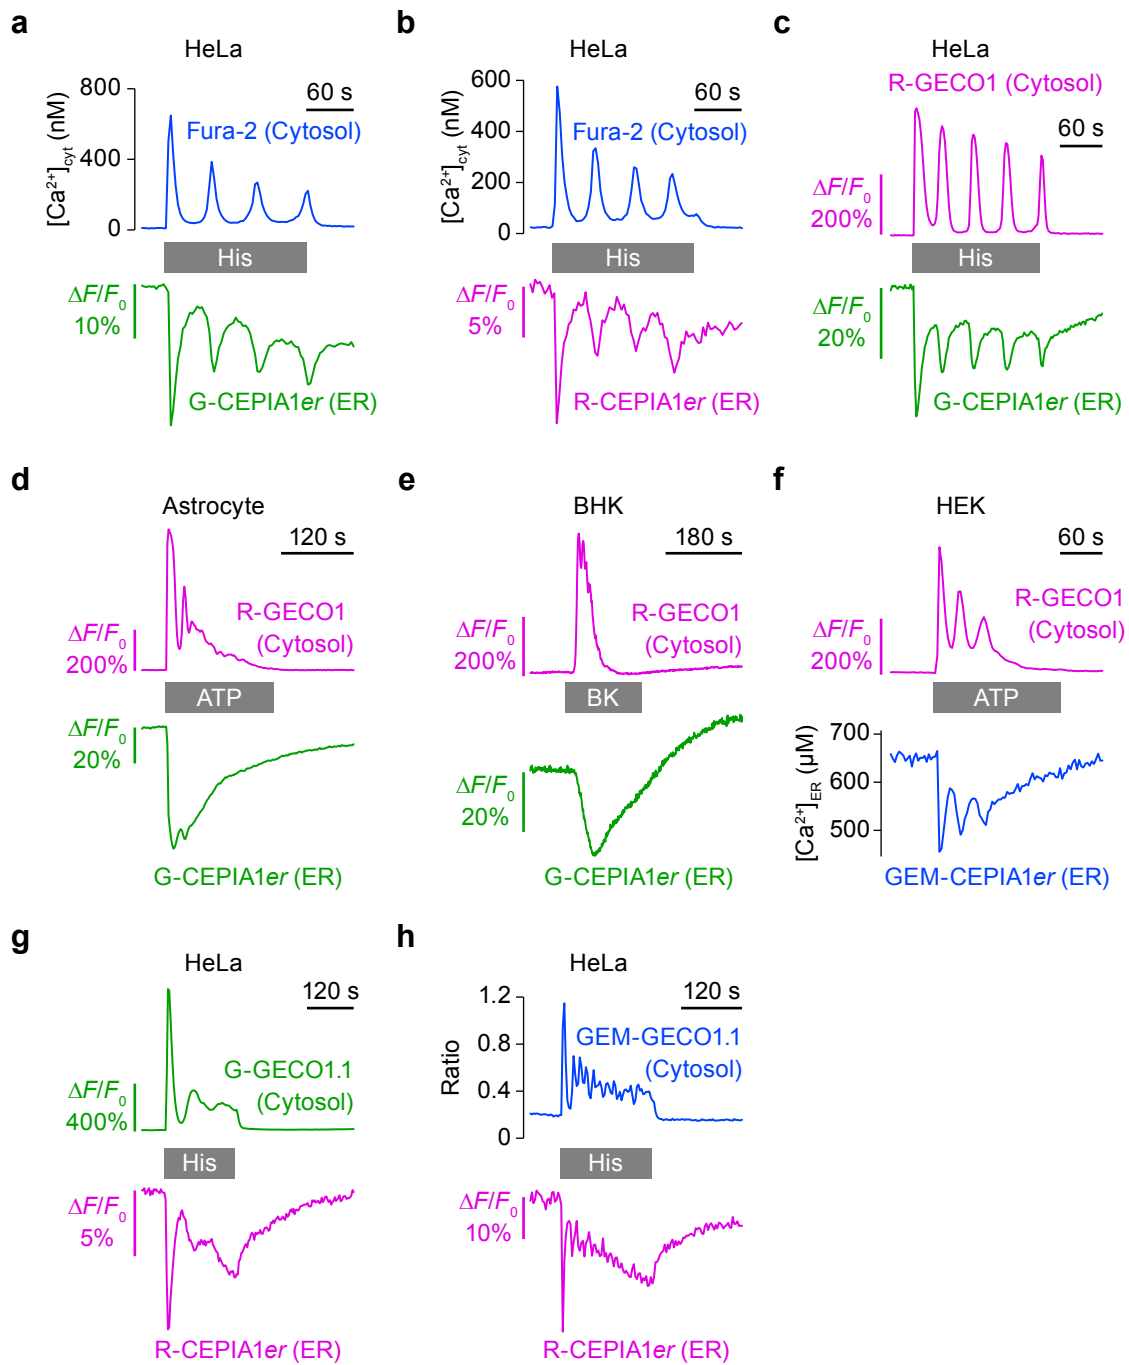 a
HeLa
800
400
0
[Ca²⁺]cyt (nM)
60 s
Fura-2 (Cytosol)
His
ΔF/F₀
10%
G-CEPIA1er (ER)
b
HeLa
600
400
200
0
[Ca²⁺]cyt (nM)
60 s
Fura-2 (Cytosol)
His
ΔF/F₀
5%
R-CEPIA1er (ER)
c
HeLa
R-GECO1 (Cytosol)
60 s
ΔF/F₀
200%
His
ΔF/F₀
20%
G-CEPIA1er (ER)
d
Astrocyte
120 s
R-GECO1
(Cytosol)
ΔF/F₀
200%
ATP
ΔF/F₀
20%
G-CEPIA1er (ER)
e
BHK
180 s
R-GECO1
(Cytosol)
ΔF/F₀
200%
BK
ΔF/F₀
20%
G-CEPIA1er (ER)
f
HEK
60 s
R-GECO1
(Cytosol)
ΔF/F₀
200%
ATP
700
600
500
[Ca²⁺]ER (µM)
GEM-CEPIA1er (ER)
g
HeLa
120 s
G-GECO1.1
(Cytosol)
ΔF/F₀
400%
His
ΔF/F₀
5%
R-CEPIA1er (ER)
h
HeLa
1.2
0.8
0.4
0
Ratio
120 s
GEM-GECO1.1
(Cytosol)
His
ΔF/F₀
10%
R-CEPIA1er (ER)